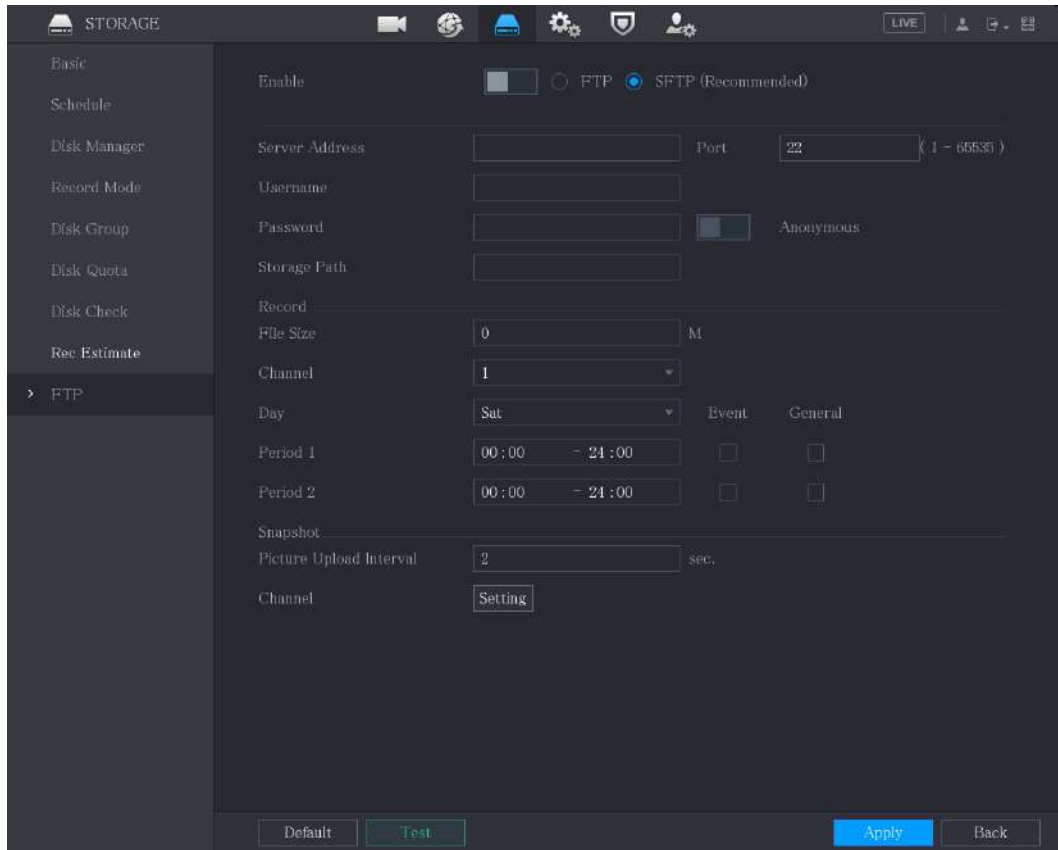 STORAGE LIVE
Basic
Enable FTP SFTP (Recommended)
Schedule
Disk Manager Server Address Port 22 ( 1 - 65535 )
Record Mode Username
Disk Group Password Anonymous
Disk Quota Storage Path
Disk Check Record
File Size 0 M
Rec Estimate
Channel 1
> FTP
Day Sat Event General
Period 1 00:00 - 24:00
Period 2 00:00 - 24:00
Snapshot
Picture Upload Interval 2 sec.
Channel Setting
Default Test Apply Back